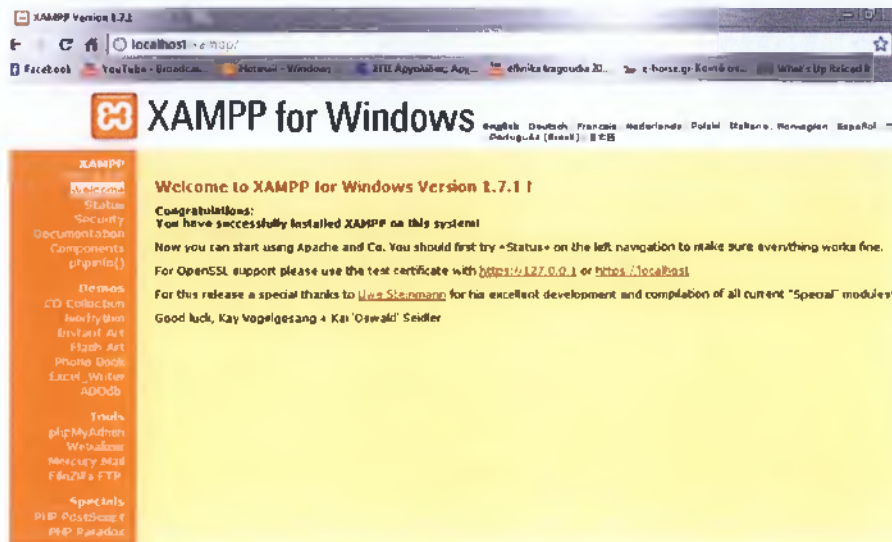 XAMPP Version 1.7.1
localhost
Facebook YouTube - Broadcas... Hotmail - Windows What's Up Reload
XAMPP for Windows
English Deutsch Francais Nederlands Polski Italiano Norwegian Español
Português (Brasil)
XAMPP
Welcome
Status
Security
Documentation
Components
phpinfo()
Welcome to XAMPP for Windows Version 1.7.1 !
Congratulations:
You have successfully installed XAMPP on this system!
Now you can start using Apache and Co. You should first try «Status» on the left navigation to make sure everything works fine.
For OpenSSL support please use the test certificate with https://127.0.0.1 or https://localhost
For this release a special thanks to Uwe Steinmann for his excellent development and compilation of all current "Special" modules
Good luck, Kay Vogelgesang + Kai 'Oswald' Seidler
Demos
CD Collection
Biorhythm
Instant Art
Flash Art
Phone Book
Excel_Writer
ADOdb
Tools
phpMyAdmin
Webalizer
Mercury Mail
FileZilla FTP
Specials
PHP PostScript
PHP Paradox